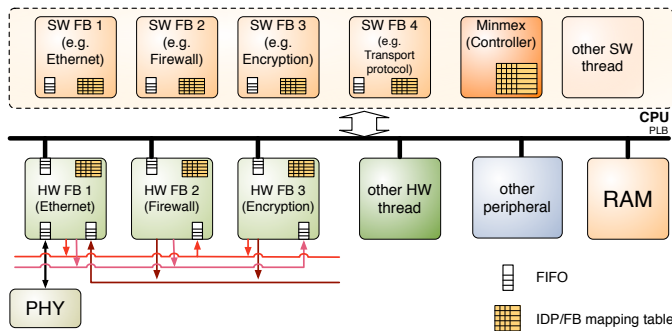 SW FB 1
(e.g.
Ethernet)
SW FB 2
(e.g.
Firewall)
SW FB 3
(e.g.
Encryption)
SW FB 4
(e.g.
Transport
protocol)
Minmex
(Controller)
other SW
thread
CPU
PLB
HW FB 1
(Ethernet)
HW FB 2
(Firewall)
HW FB 3
(Encryption)
other HW
thread
other
peripheral
RAM
PHY
FIFO
IDP/FB mapping table